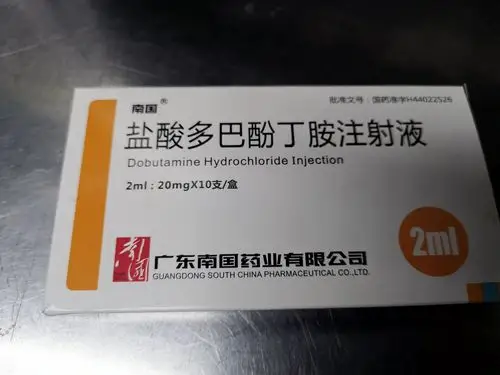 南国®
批准文号:国药准字H44022526
盐酸多巴酚丁胺注射液
Dobutamine Hydrochloride Injection
2ml:20mgX10支/盒
2ml
广东南国药业有限公司
GUANGDONG SOUTH CHINA PHARMACEUTICAL CO.,LTD.